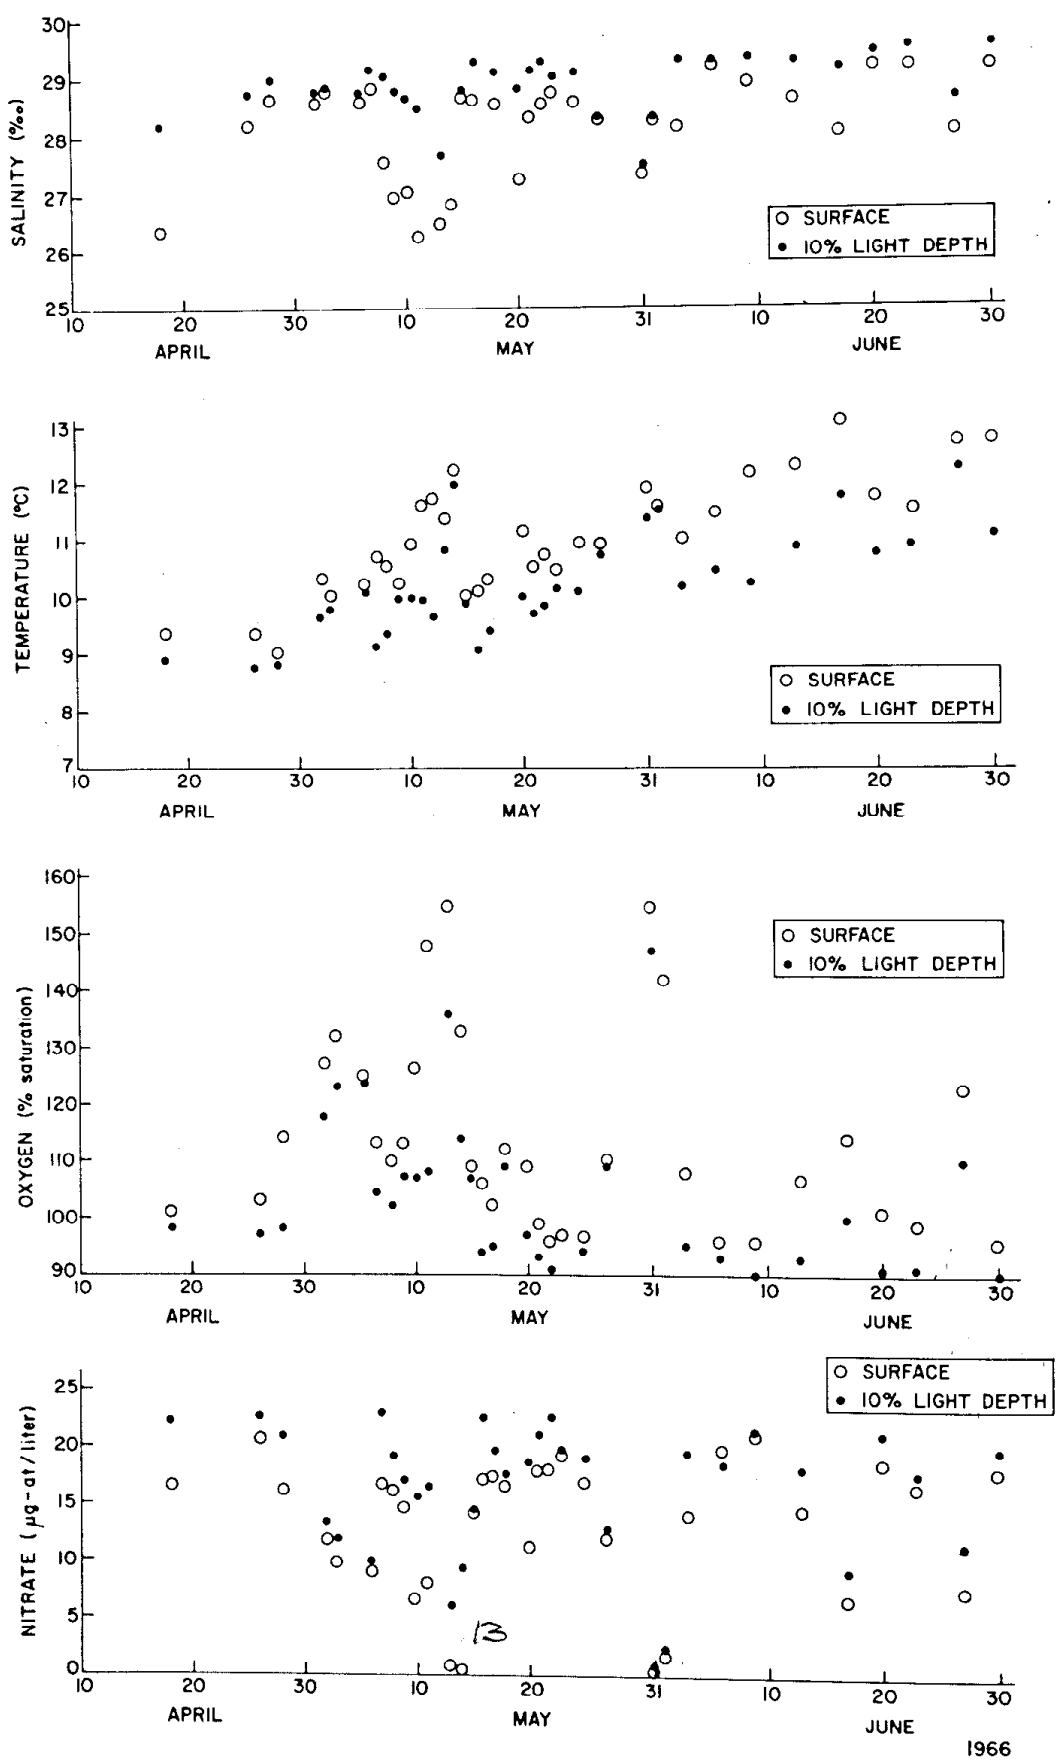 30
29
28
27
26
25
SALINITY (‰)
○ SURFACE
● 10% LIGHT DEPTH
10 20 30 10 20 31 10 20 30
APRIL MAY JUNE
13
12
11
10
9
8
7
TEMPERATURE (°C)
○ SURFACE
● 10% LIGHT DEPTH
10 20 30 10 20 31 10 20 30
APRIL MAY JUNE
160
150
140
130
120
110
100
90
OXYGEN (% saturation)
○ SURFACE
● 10% LIGHT DEPTH
10 20 30 10 20 31 10 20 30
APRIL MAY JUNE
○ SURFACE
● 10% LIGHT DEPTH
25
20
15
10
5
0
NITRATE (μg-at/liter)
13
10 20 30 10 20 31 10 20 30
APRIL MAY JUNE
1966